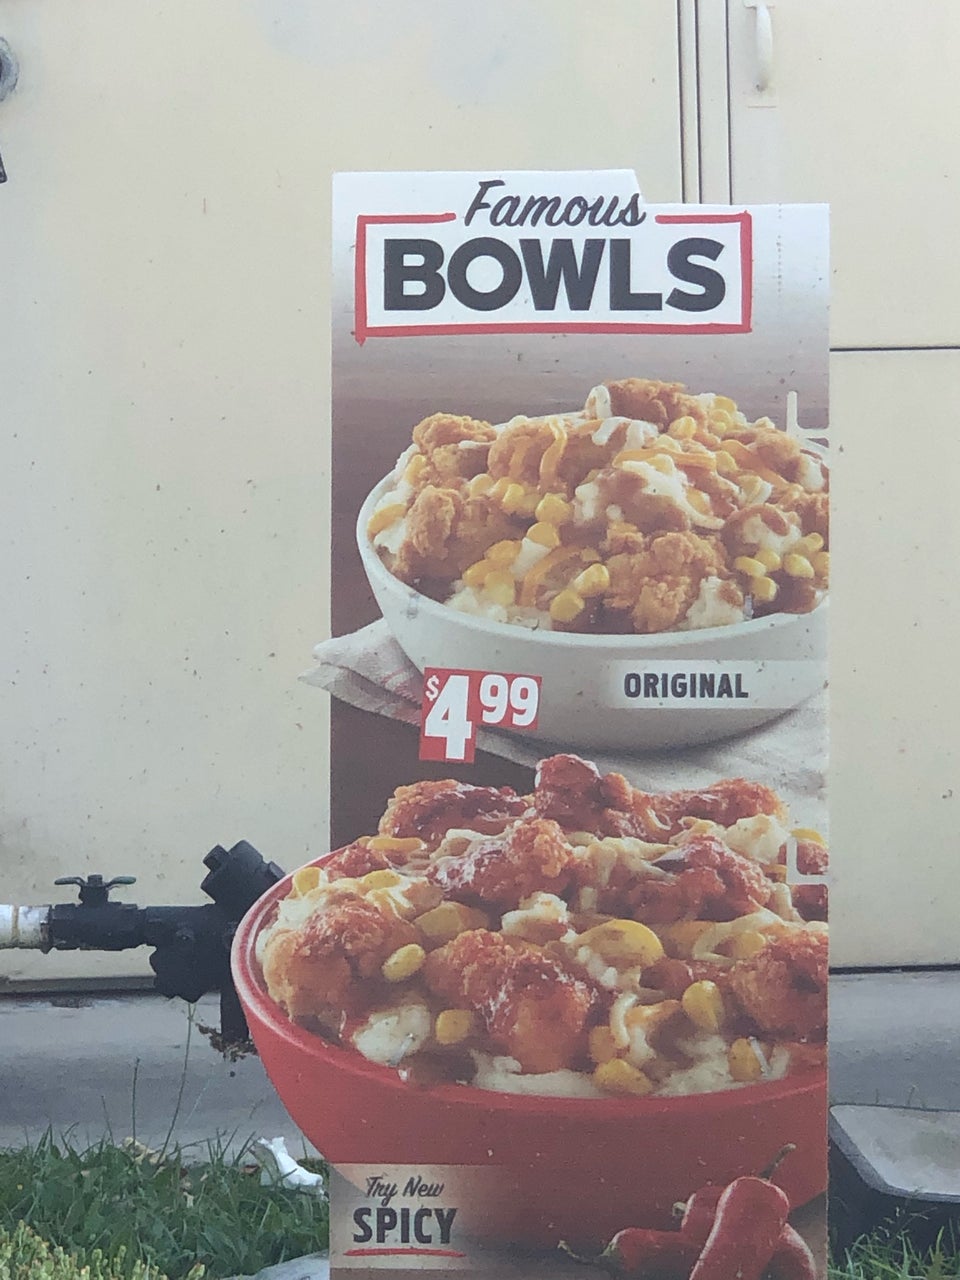 Famous
BOWLS
ORIGINAL
$4.99
Try New
SPICY